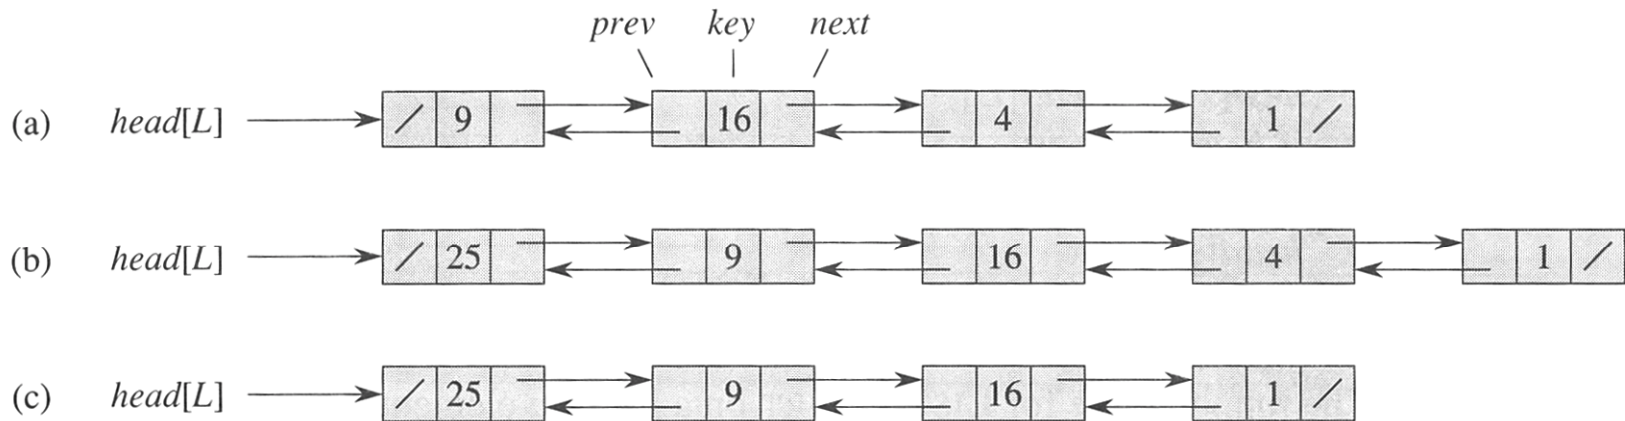 prev key next
(a) head[L] / 9 16 4 1 /
(b) head[L] / 25 9 16 4 1 /
(c) head[L] / 25 9 16 1 /